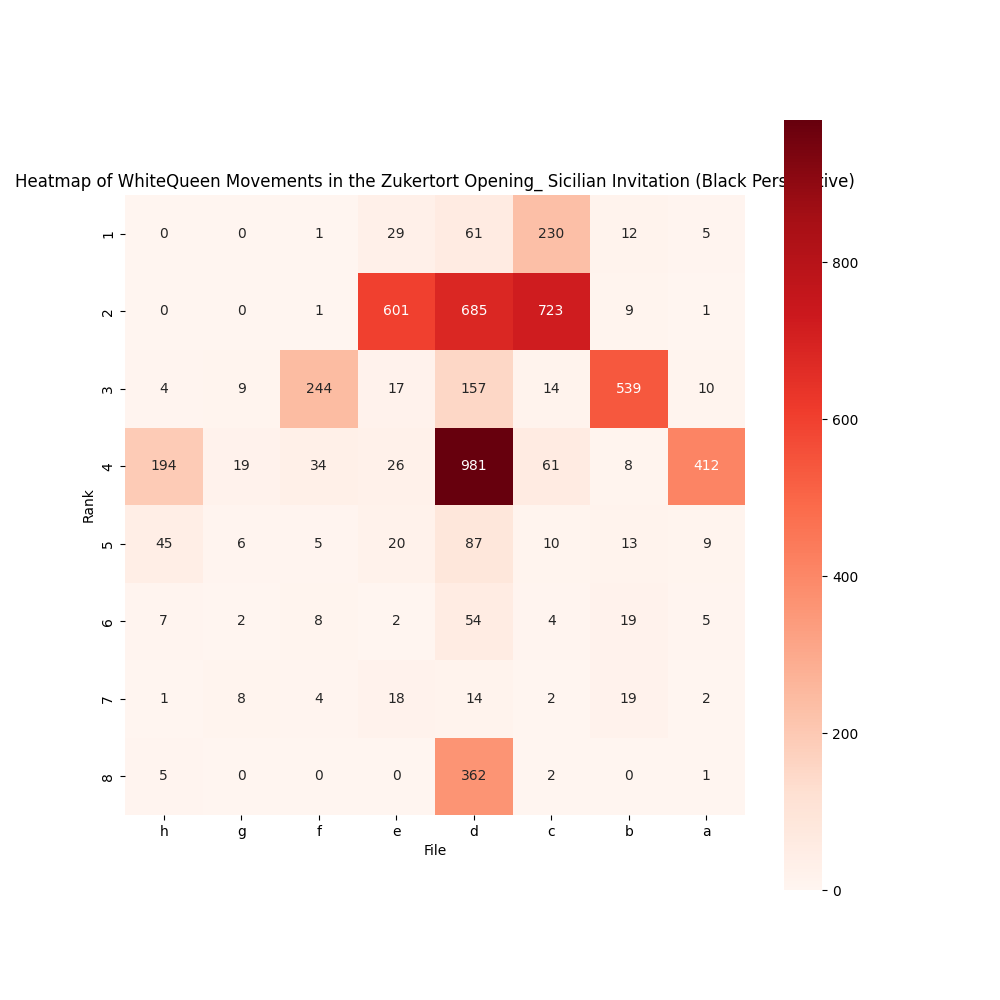 Heatmap of WhiteQueen Movements in the Zukertort Opening_ Sicilian Invitation (Black Pers tive)
1 0 0 1 29 61 230 12 5
2 0 0 1 601 685 723 9 1
3 4 9 244 17 157 14 539 10
4 194 19 34 26 981 61 8 412
Rank
5 45 6 5 20 87 10 13 9
6 7 2 8 2 54 4 19 5
7 1 8 4 18 14 2 19 2
8 5 0 0 0 362 2 0 1
h g f e d c b a
File
800
600
400
200
0